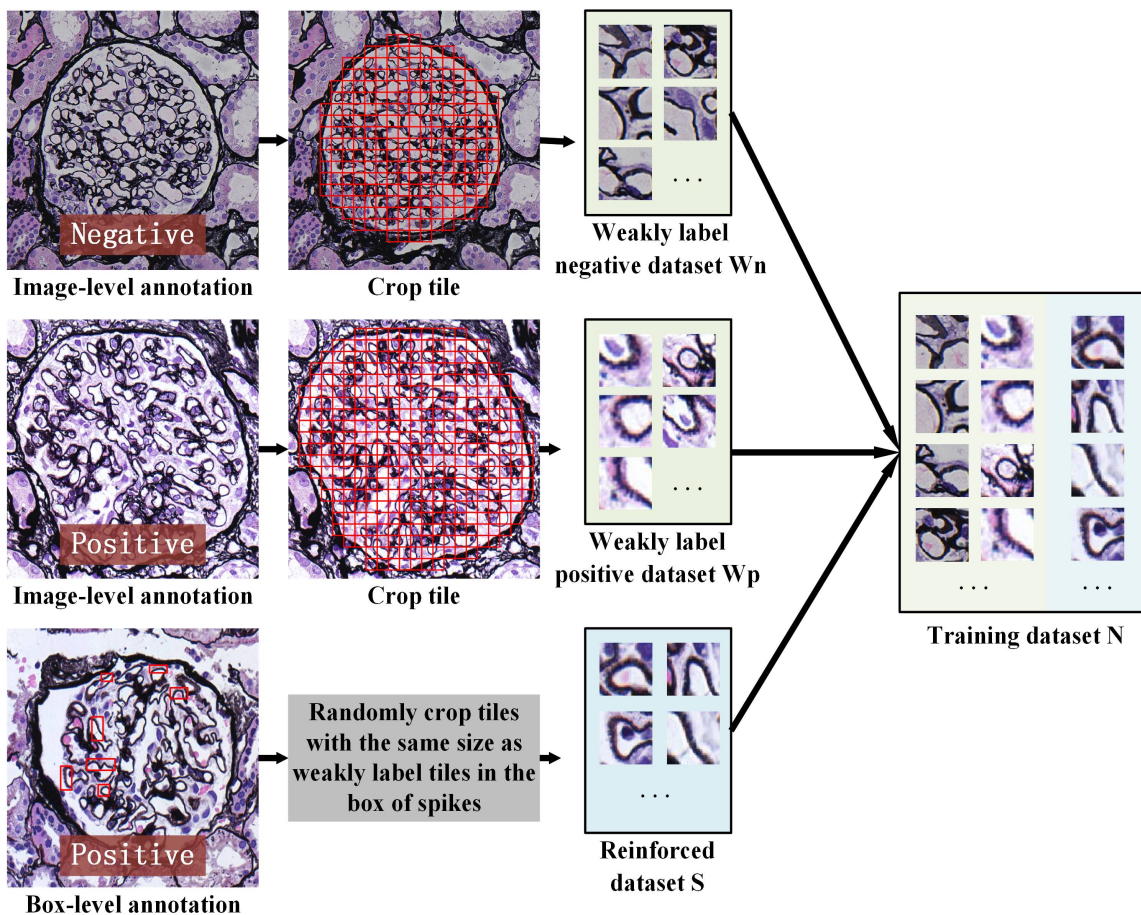 Negative
Image-level annotation
Crop tile
. . .
Weakly label
negative dataset Wn
Positive
Image-level annotation
Crop tile
. . .
Weakly label
positive dataset Wp
Positive
Box-level annotation
Randomly crop tiles
with the same size as
weakly label tiles in the
box of spikes
. . .
Reinforced
dataset S
. . .
. . .
Training dataset N